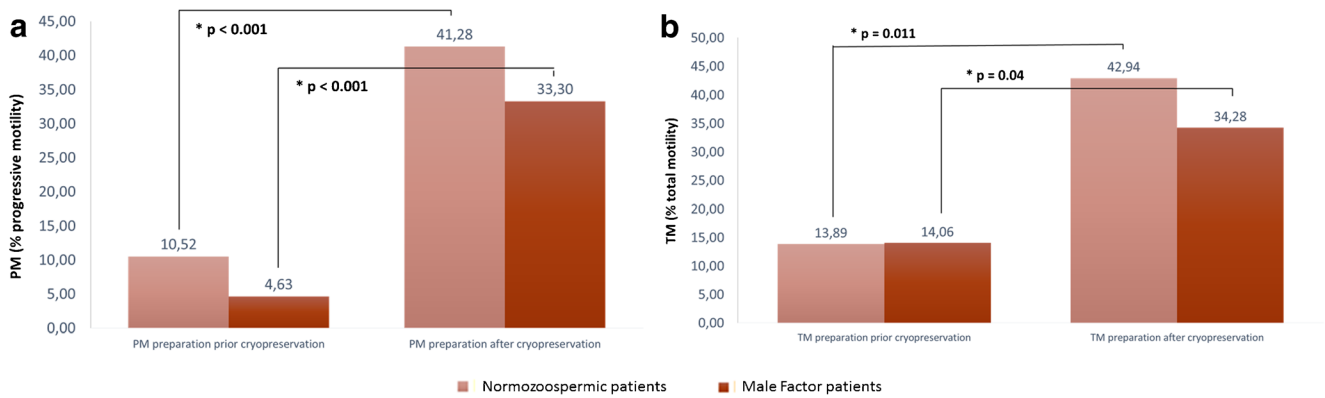 a
PM (% progressive motility)
45,00
40,00
35,00
30,00
25,00
20,00
15,00
10,00
5,00
0,00
* p < 0.001
* p < 0.001
41,28
33,30
10,52
4,63
PM preparation prior cryopreservation
PM preparation after cryopreservation
b
TM (% total motility)
50,00
45,00
40,00
35,00
30,00
25,00
20,00
15,00
10,00
5,00
0,00
* p = 0.011
* p = 0.04
42,94
34,28
13,89
14,06
TM preparation prior cryopreservation
TM preparation after cryopreservation
Normozoospermic patients
Male Factor patients